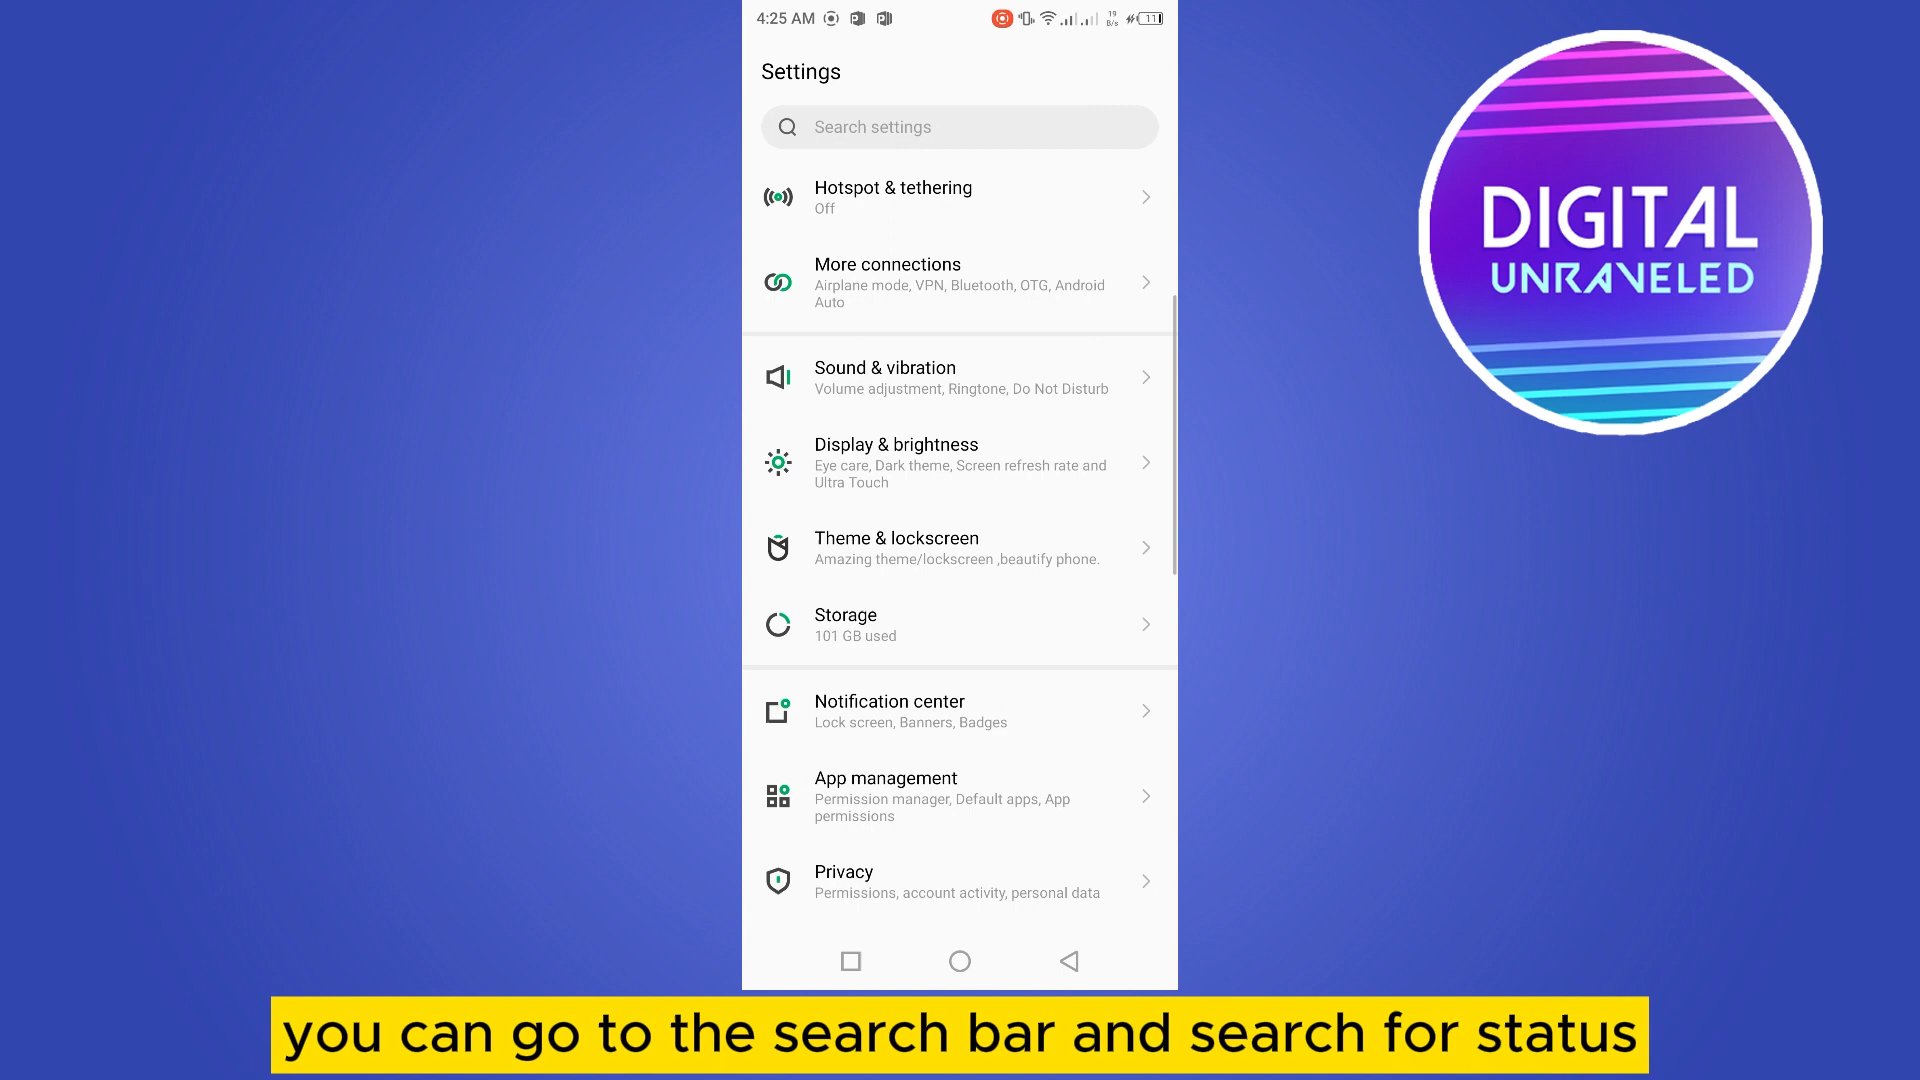 4:25 AM
19
B/s
11
Settings
Search settings
Hotspot & tethering
Off
More connections
Airplane mode, VPN, Bluetooth, OTG, Android
Auto
Sound & vibration
Volume adjustment, Ringtone, Do Not Disturb
Display & brightness
Eye care, Dark theme, Screen refresh rate and
Ultra Touch
Theme & lockscreen
Amazing theme/lockscreen ,beautify phone.
Storage
101 GB used
Notification center
Lock screen, Banners, Badges
App management
Permission manager, Default apps, App
permissions
Privacy
Permissions, account activity, personal data
DIGITAL
UNRAVELED
you can go to the search bar and search for status